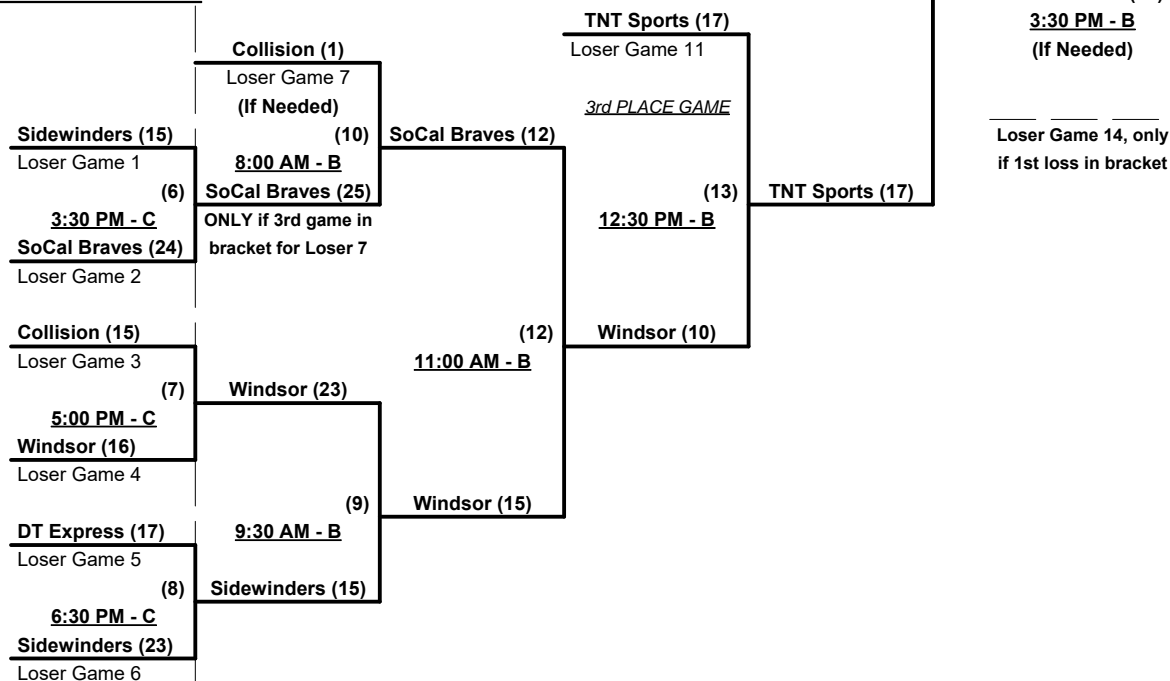 TNT Sports (17)
Loser Game 11
3:30 PM - B
(If Needed)
Collision (1)
Loser Game 7
(If Needed)
3rd PLACE GAME
Sidewinders (15)
Loser Game 1
(10)
8:00 AM - B
SoCal Braves (12)
Loser Game 14, only
if 1st loss in bracket
(6)
3:30 PM - C
SoCal Braves (25)
ONLY if 3rd game in
bracket for Loser 7
(13)
12:30 PM - B
TNT Sports (17)
SoCal Braves (24)
Loser Game 2
Collision (15)
Loser Game 3
(12)
11:00 AM - B
Windsor (10)
(7)
5:00 PM - C
Windsor (23)
Windsor (16)
Loser Game 4
(9)
9:30 AM - B
Windsor (15)
DT Express (17)
Loser Game 5
(8)
6:30 PM - C
Sidewinders (15)
Sidewinders (23)
Loser Game 6